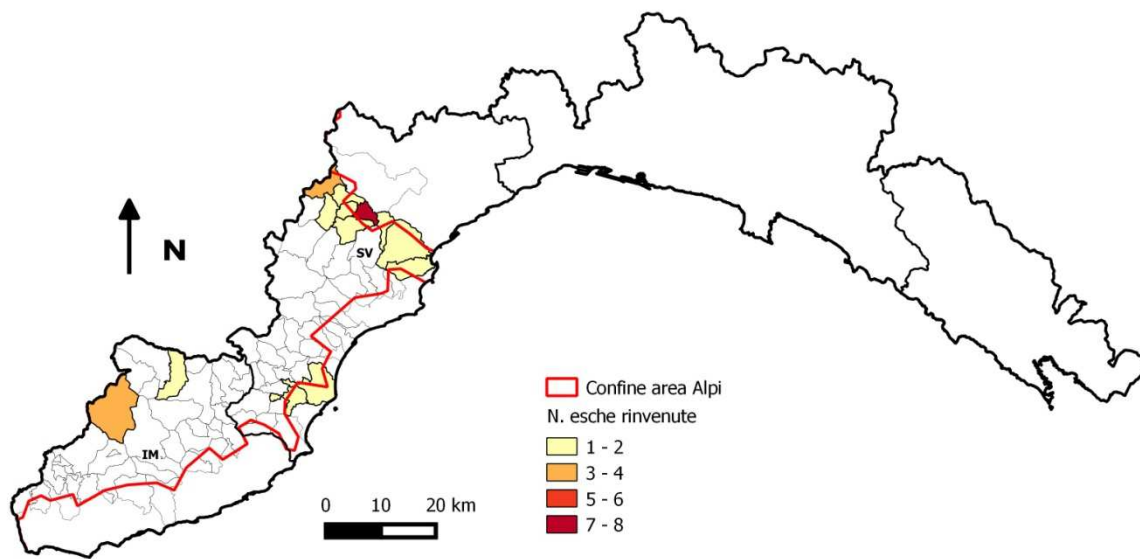 N
SV
IM
Confine area Alpi
N. esche rinvenute
1 - 2
3 - 4
5 - 6
7 - 8
0 10 20 km